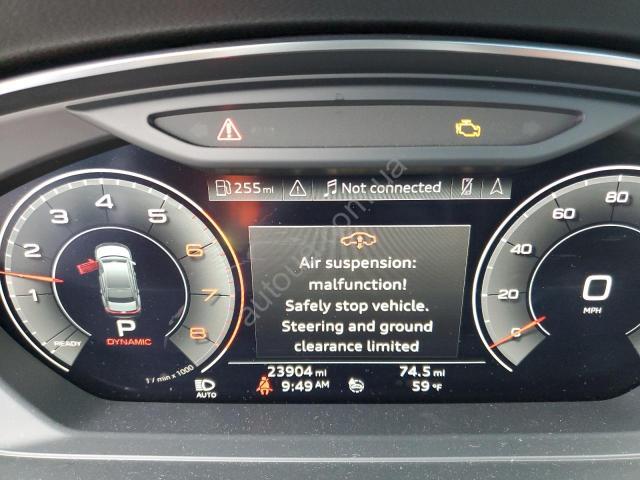 255 mi
Not connected
1
2
3
4
5
6
7
8
READY
P
DYNAMIC
1 / min x 1000
Air suspension:
malfunction!
Safely stop vehicle.
Steering and ground
clearance limited
20
40
60
80
0
MPH
AUTO
23904 mi
9:49 AM
74.5 mi
59 °F